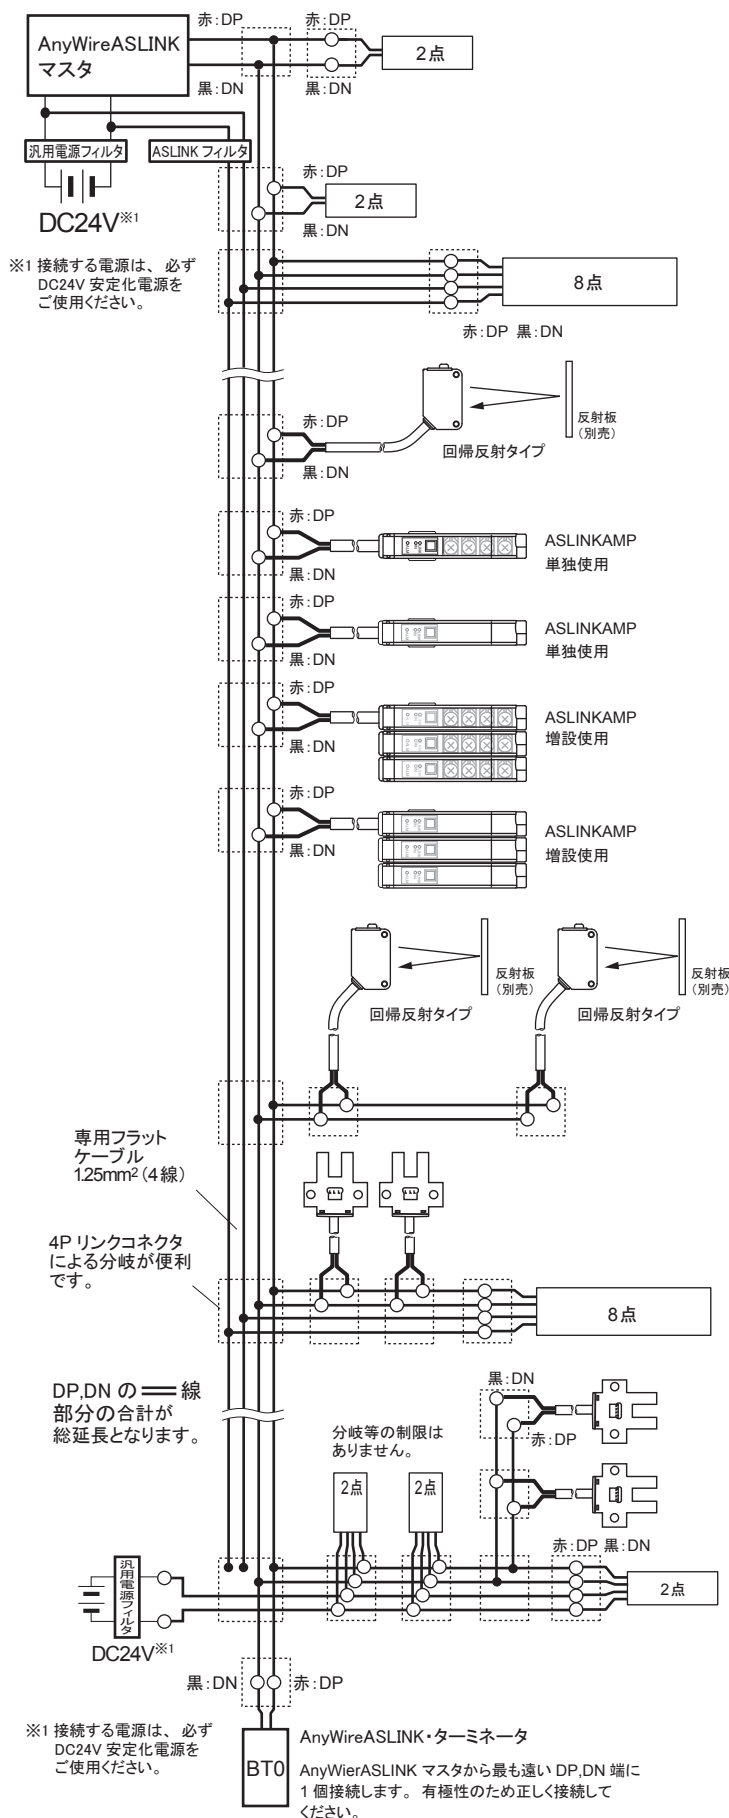 赤:DP
赤:DP
AnyWireASLINK
マスタ
2点
黒:DN
黒:DN
汎用電源フィルタ
ASLINK フィルタ
赤:DP
2点
DC24V※1
黒:DN
※1 接続する電源は、 必ず
DC24V 安定化電源を
ご使用ください。
8点
赤:DP 黒:DN
赤:DP
反射板
(別売)
回帰反射タイプ
黒:DN
赤:DP
ASLINKAMP
単独使用
黒:DN
赤:DP
ASLINKAMP
単独使用
黒:DN
赤:DP
ASLINKAMP
増設使用
黒:DN
赤:DP
ASLINKAMP
増設使用
黒:DN
反射板
(別売)
反射板
(別売)
回帰反射タイプ
回帰反射タイプ
専用フラット
ケーブル
1.25mm²(4線)
4P リンクコネクタ
による分岐が便利
です。
8点
DP,DN の 線
部分の合計が
総延長となります。
黒:DN
分岐等の制限は
ありません。
赤:DP
2点
2点
赤:DP 黒:DN
汎用電源フィルタ
2点
DC24V※1
黒:DN
赤:DP
※1 接続する電源は、 必ず
DC24V 安定化電源を
ご使用ください。
BT0
AnyWireASLINK・ターミネータ
AnyWierASLINK マスタから最も遠い DP,DN 端に
1 個接続します。 有極性のため正しく接続して
ください。